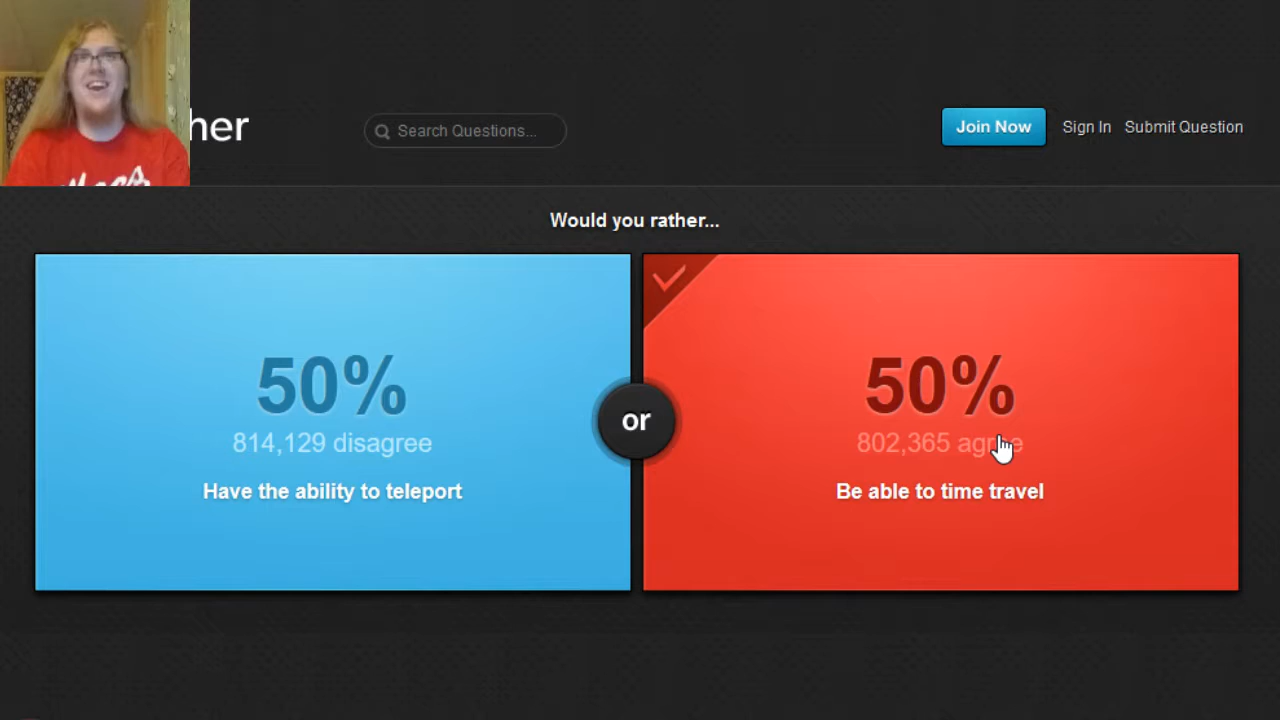 her
Search Questions...
Join Now
Sign In
Submit Question
Would you rather...
50%
814,129 disagree
Have the ability to teleport
or
50%
802,365 agree
Be able to time travel